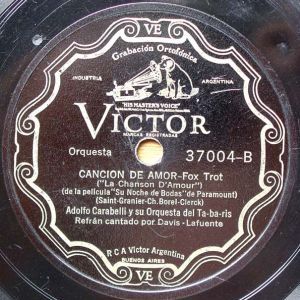 VE
Grabación Ortofónica
INDUSTRIA
ARGENTINA
"HIS MASTER'S VOICE"
VICTOR
MARCAS REGISTRADAS
Orquesta
37004-B
CANCION DE AMOR-Fox Trot
("La Chanson D'Amour")
(de la película "Su Noche de Bodas" de Paramount)
(Saint-Granier-Ch. Borel-Clerck)
Adolfo Carabelli y su Orquesta del Ta-ba-ris
Refrán cantado por Davis - Lafuente
R C A Victor Argentina
BUENOS AIRES
VE